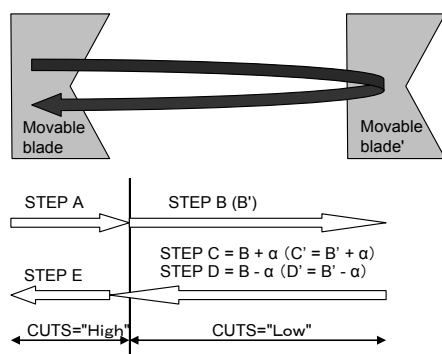 Movable
blade
Movable
blade'
STEP A
STEP B (B')
STEP C = B + α (C' = B' + α)
STEP D = B - α (D' = B' - α)
STEP E
CUTS="High"
CUTS="Low"